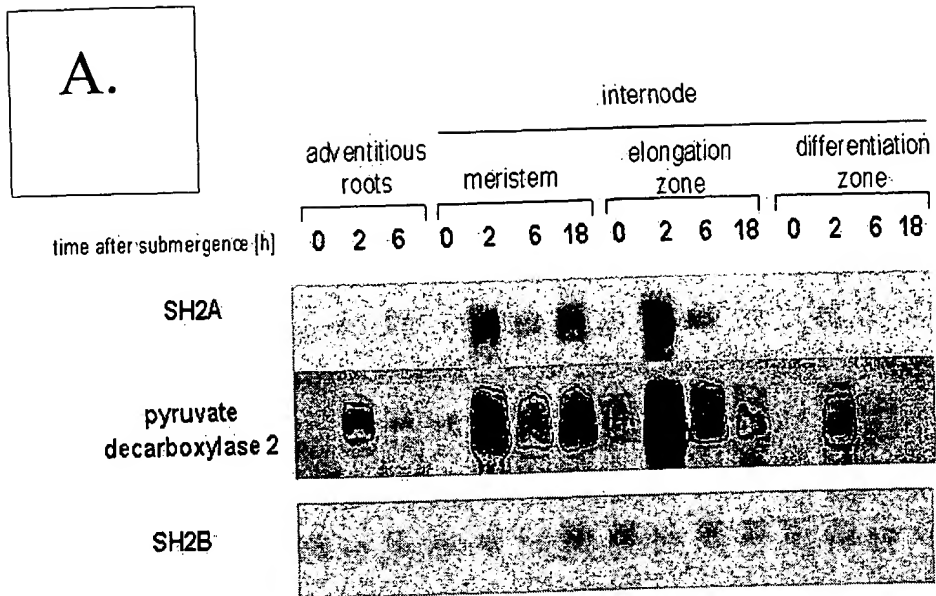 A.
internode
adventitious
roots
meristem
elongation
zone
differentiation
zone
time after submergence [h]
0 2 6 0 2 6 18 0 2 6 18 0 2 6 18
SH2A
pyruvate
decarboxylase 2
SH2B